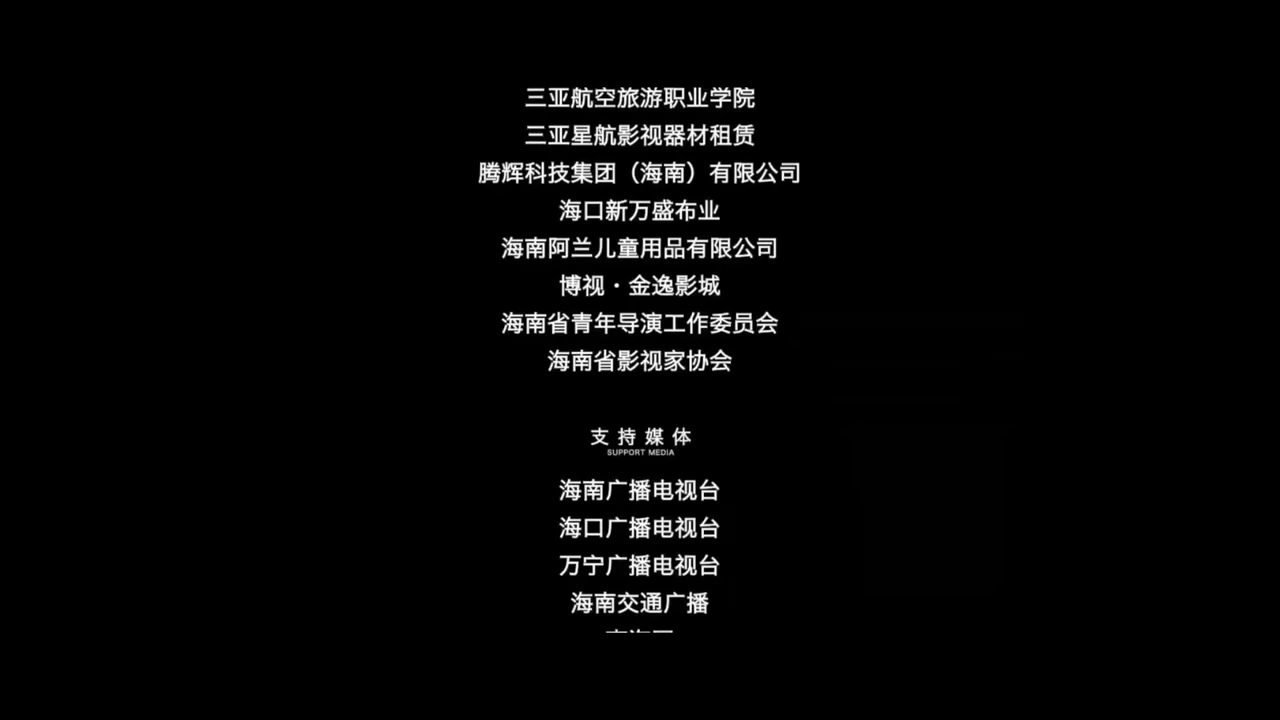 三亚航空旅游职业学院
三亚星航影视器材租赁
腾辉科技集团（海南）有限公司
海口新万盛布业
海南阿兰儿童用品有限公司
博视·金逸影城
海南省青年导演工作委员会
海南省影视家协会
支持媒体
SUPPORT MEDIA
海南广播电视台
海口广播电视台
万宁广播电视台
海南交通广播